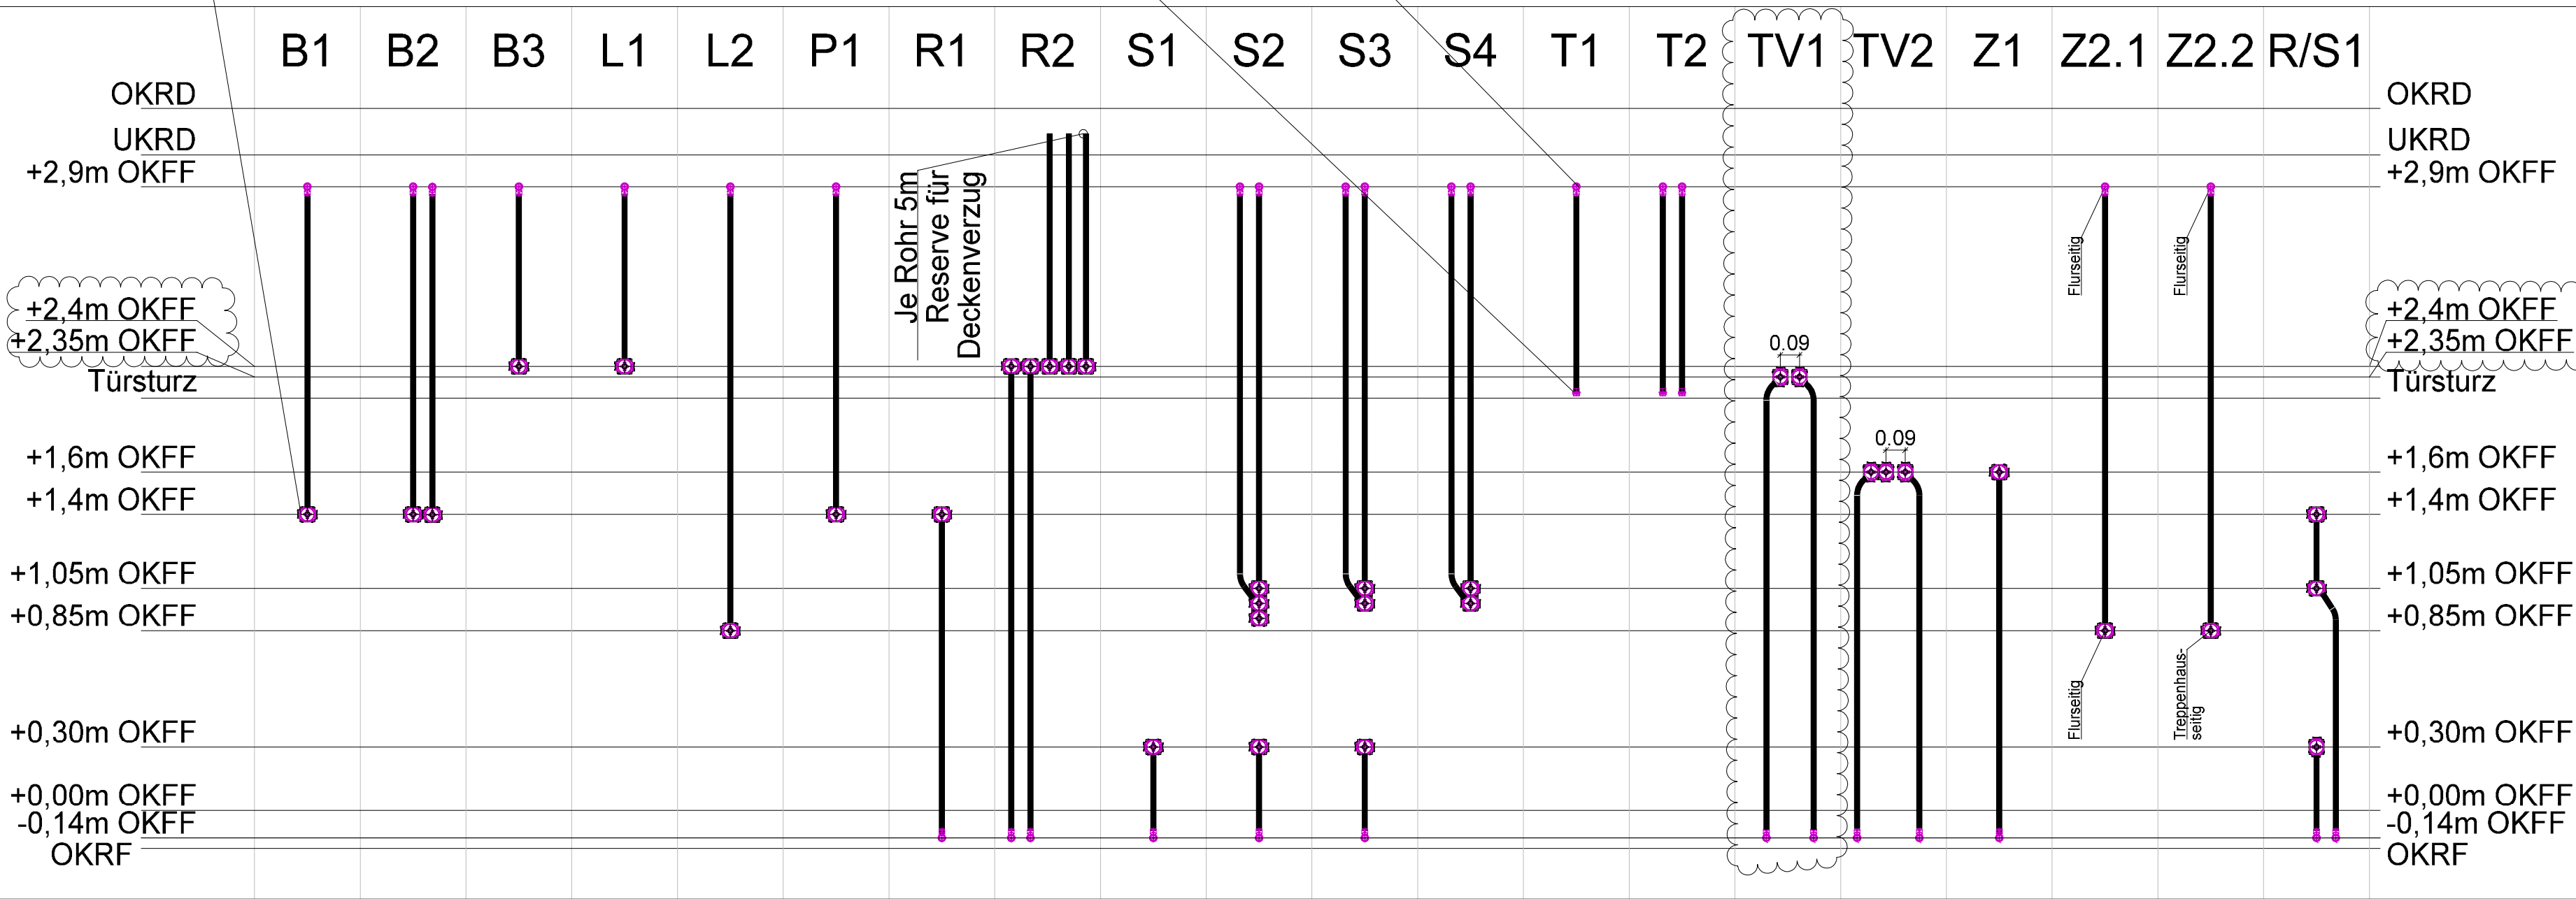 B1 B2 B3 L1 L2 P1 R1 R2 S1 S2 S3 S4 T1 T2 TV1 TV2 Z1 Z2.1 Z2.2 R/S1
OKRD OKRD
UKRD UKRD
+2,9m OKFF +2,9m OKFF
Je Rohr 5m
Reserve für
Deckenverzug
Flurseitig
Flurseitig
+2,4m OKFF +2,4m OKFF
+2,35m OKFF +2,35m OKFF
0.09
Türsturz Türsturz
0.09
+1,6m OKFF +1,6m OKFF
+1,4m OKFF +1,4m OKFF
+1,05m OKFF +1,05m OKFF
+0,85m OKFF +0,85m OKFF
Flurseitig
Treppenhaus-
seitig
+0,30m OKFF +0,30m OKFF
+0,00m OKFF +0,00m OKFF
-0,14m OKFF -0,14m OKFF
OKRF OKRF